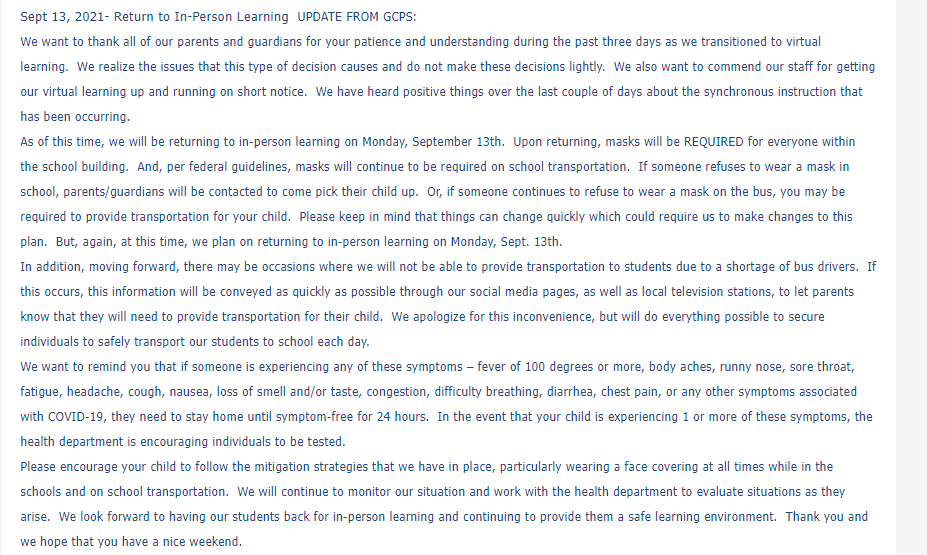 Sept 13, 2021- Return to In-Person Learning  UPDATE FROM GCPS:
We want to thank all of our parents and guardians for your patience and understanding during the past three days as we transitioned to virtual
learning.  We realize the issues that this type of decision causes and do not make these decisions lightly.  We also want to commend our staff for getting
our virtual learning up and running on short notice.  We have heard positive things over the last couple of days about the synchronous instruction that
has been occurring.
As of this time, we will be returning to in-person learning on Monday, September 13th.  Upon returning, masks will be REQUIRED for everyone within
the school building.  And, per federal guidelines, masks will continue to be required on school transportation.  If someone refuses to wear a mask in
school, parents/guardians will be contacted to come pick their child up.  Or, if someone continues to refuse to wear a mask on the bus, you may be
required to provide transportation for your child.  Please keep in mind that things can change quickly which could require us to make changes to this
plan.  But, again, at this time, we plan on returning to in-person learning on Monday, Sept. 13th.
In addition, moving forward, there may be occasions where we will not be able to provide transportation to students due to a shortage of bus drivers.  If
this occurs, this information will be conveyed as quickly as possible through our social media pages, as well as local television stations, to let parents
know that they will need to provide transportation for their child.  We apologize for this inconvenience, but will do everything possible to secure
individuals to safely transport our students to school each day.
We want to remind you that if someone is experiencing any of these symptoms – fever of 100 degrees or more, body aches, runny nose, sore throat,
fatigue, headache, cough, nausea, loss of smell and/or taste, congestion, difficulty breathing, diarrhea, chest pain, or any other symptoms associated
with COVID-19, they need to stay home until symptom-free for 24 hours.  In the event that your child is experiencing 1 or more of these symptoms, the
health department is encouraging individuals to be tested.
Please encourage your child to follow the mitigation strategies that we have in place, particularly wearing a face covering at all times while in the
schools and on school transportation.  We will continue to monitor our situation and work with the health department to evaluate situations as they
arise.  We look forward to having our students back for in-person learning and continuing to provide them a safe learning environment.  Thank you and
we hope that you have a nice weekend.